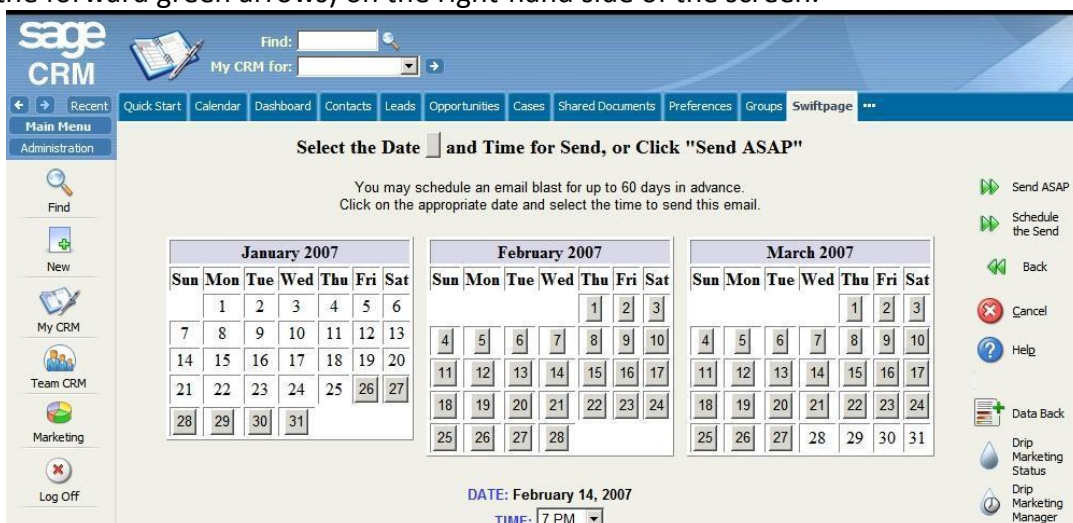 the forward green arrows) on the right-hand side of the screen.
sage
CRM
Find:
My CRM for:
Recent
Main Menu
Administration
Find
New
My CRM
Team CRM
Marketing
Log Off
Quick Start Calendar Dashboard Contacts Leads Opportunities Cases Shared Documents Preferences Groups Swiftpage •••
Select the Date and Time for Send, or Click "Send ASAP"
You may schedule an email blast for up to 60 days in advance.
Click on the appropriate date and select the time to send this email.
January 2007
Sun Mon Tue Wed Thu Fri Sat
1 2 3 4 5 6
7 8 9 10 11 12 13
14 15 16 17 18 19 20
21 22 23 24 25 26 27
28 29 30 31
February 2007
Sun Mon Tue Wed Thu Fri Sat
1 2 3
4 5 6 7 8 9 10
11 12 13 14 15 16 17
18 19 20 21 22 23 24
25 26 27 28
March 2007
Sun Mon Tue Wed Thu Fri Sat
1 2 3
4 5 6 7 8 9 10
11 12 13 14 15 16 17
18 19 20 21 22 23 24
25 26 27 28 29 30 31
DATE: February 14, 2007
TIME: 7 PM
Send ASAP
Schedule
the Send
Back
Cancel
Help
Data Back
Drip
Marketing
Status
Drip
Marketing
Manager